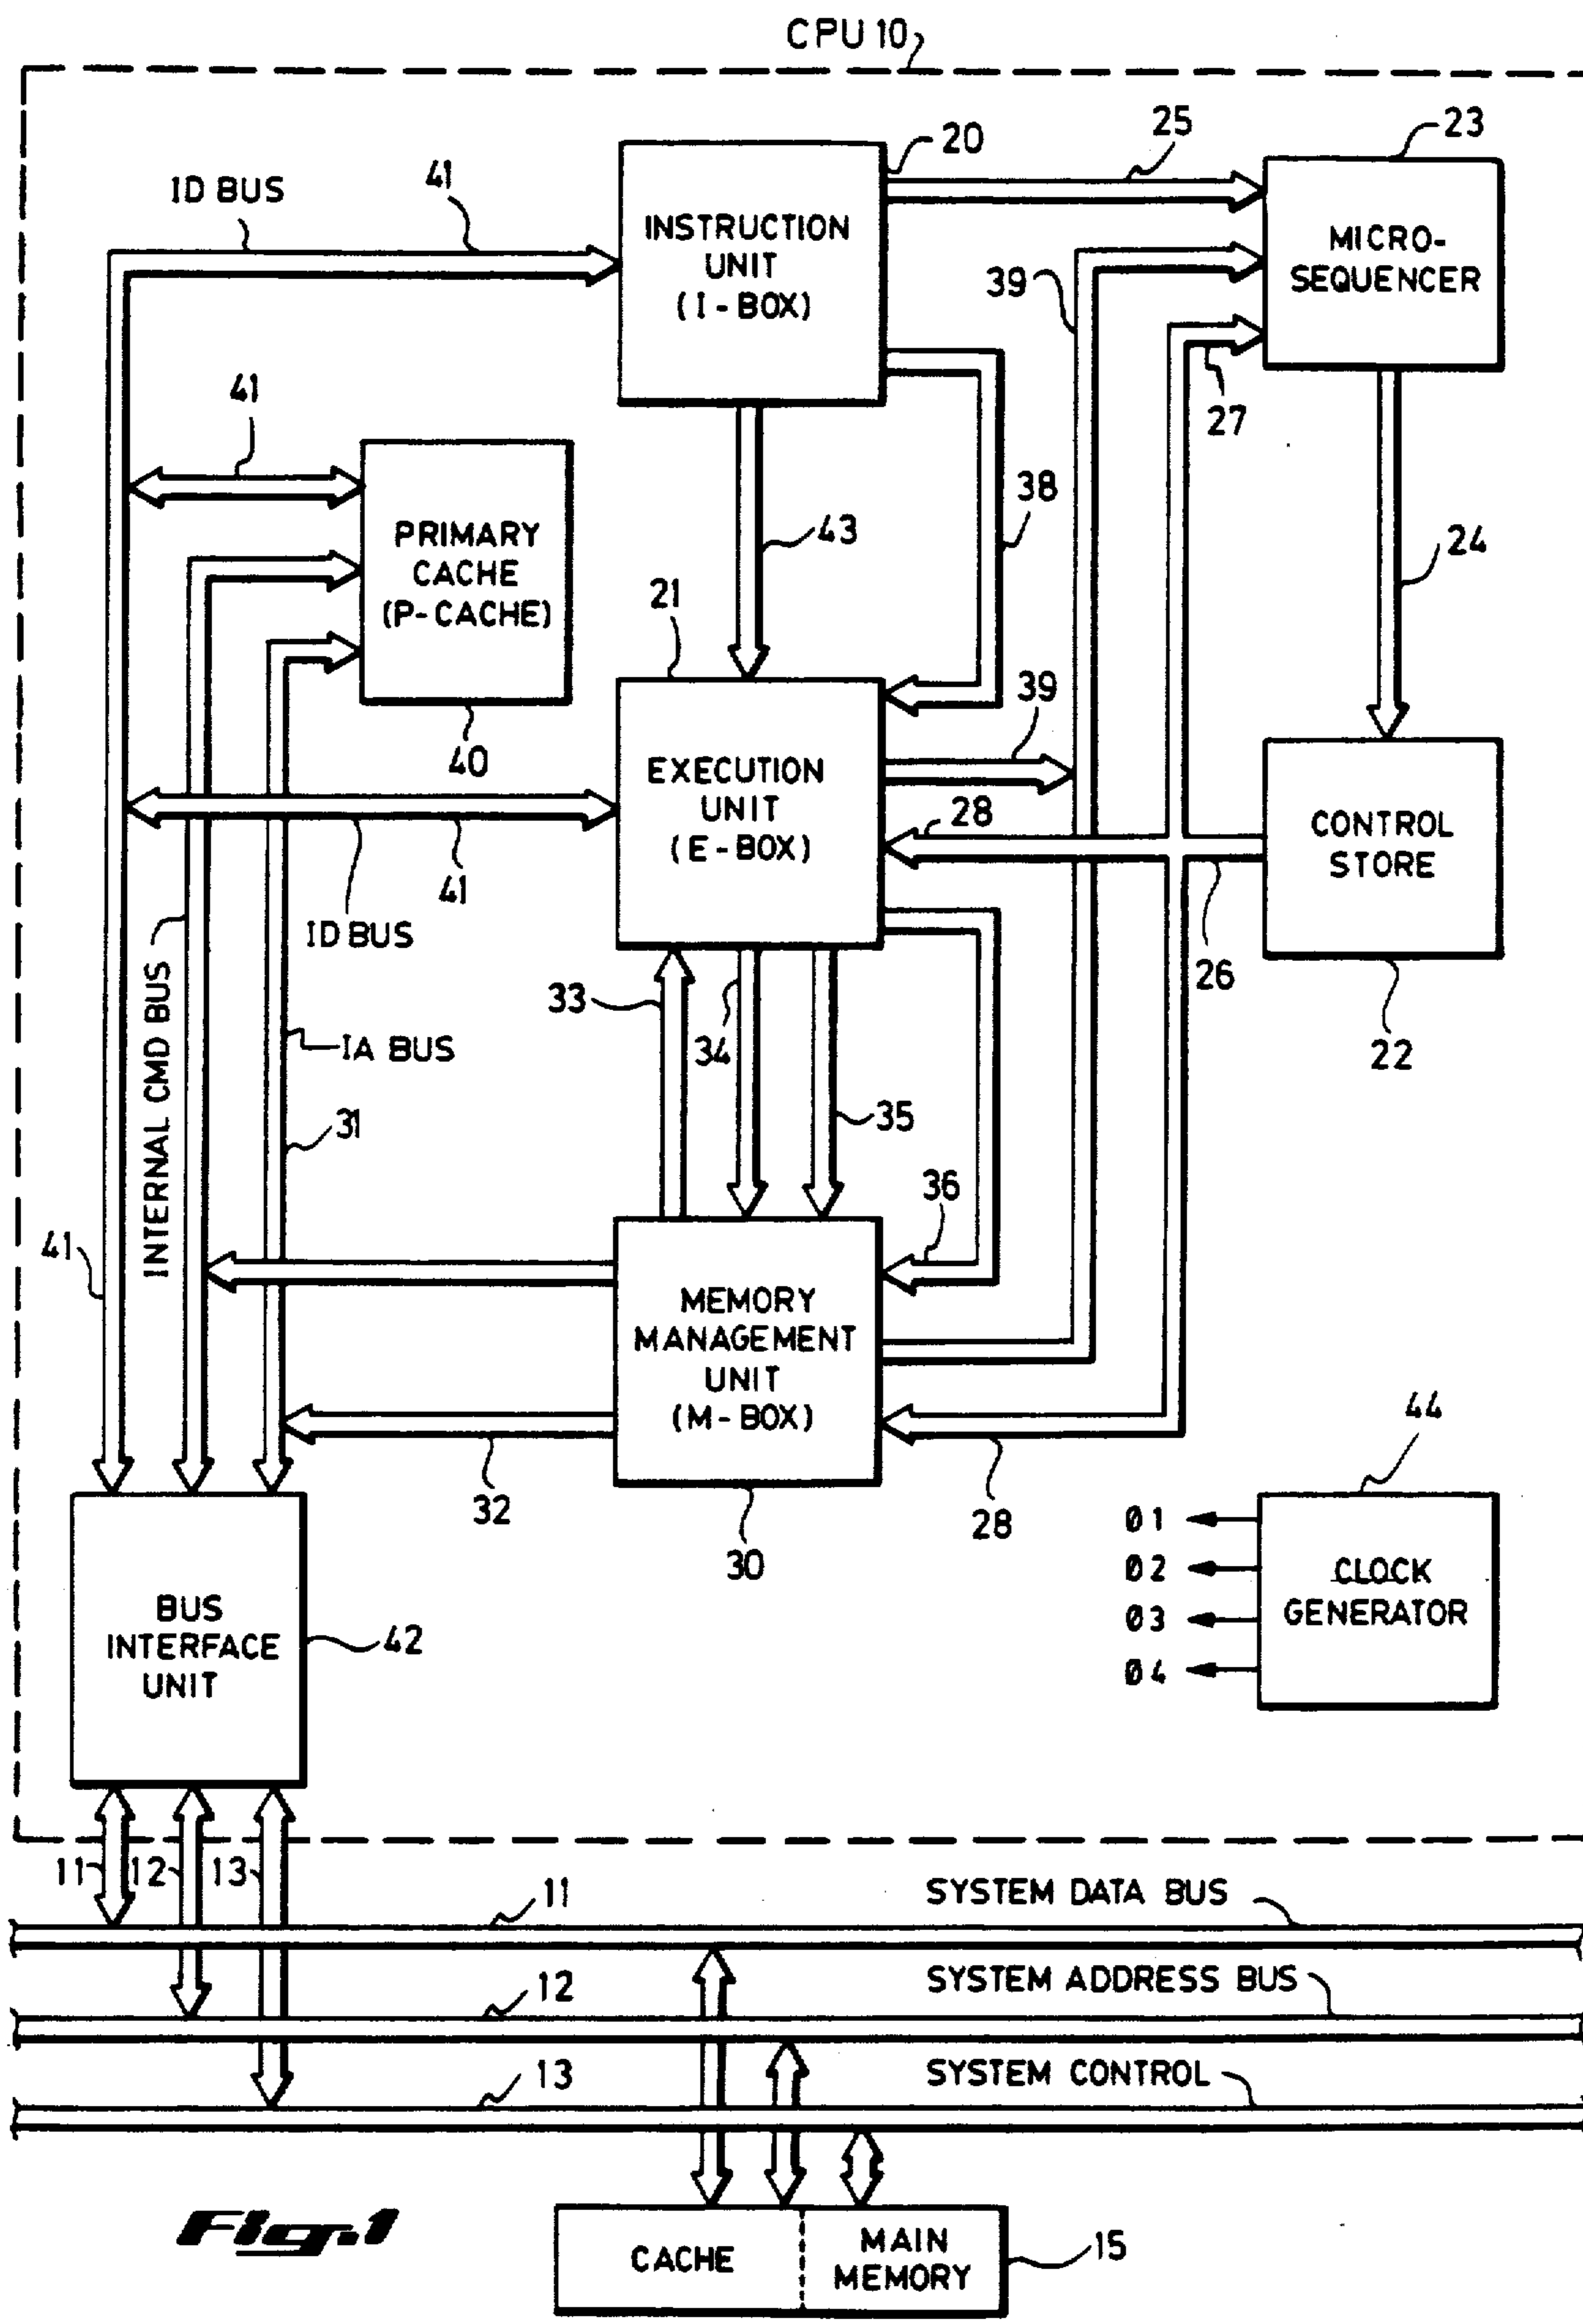 CPU 10
20
25
23
ID BUS
41
INSTRUCTION
UNIT
(I-BOX)
MICRO-
SEQUENCER
39
27
41
38
PRIMARY
CACHE
(P-CACHE)
43
24
21
40
39
EXECUTION
UNIT
(E-BOX)
28
CONTROL
STORE
41
ID BUS
26
INTERNAL CMD BUS
33
34
IA BUS
22
31
35
36
41
MEMORY
MANAGEMENT
UNIT
(M-BOX)
44
32
28
30
Ø1
Ø2
Ø3
Ø4
CLOCK
GENERATOR
BUS
INTERFACE
UNIT
42
11
12
13
11
SYSTEM DATA BUS
12
SYSTEM ADDRESS BUS
13
SYSTEM CONTROL
Fig.1
CACHE
MAIN
MEMORY
15